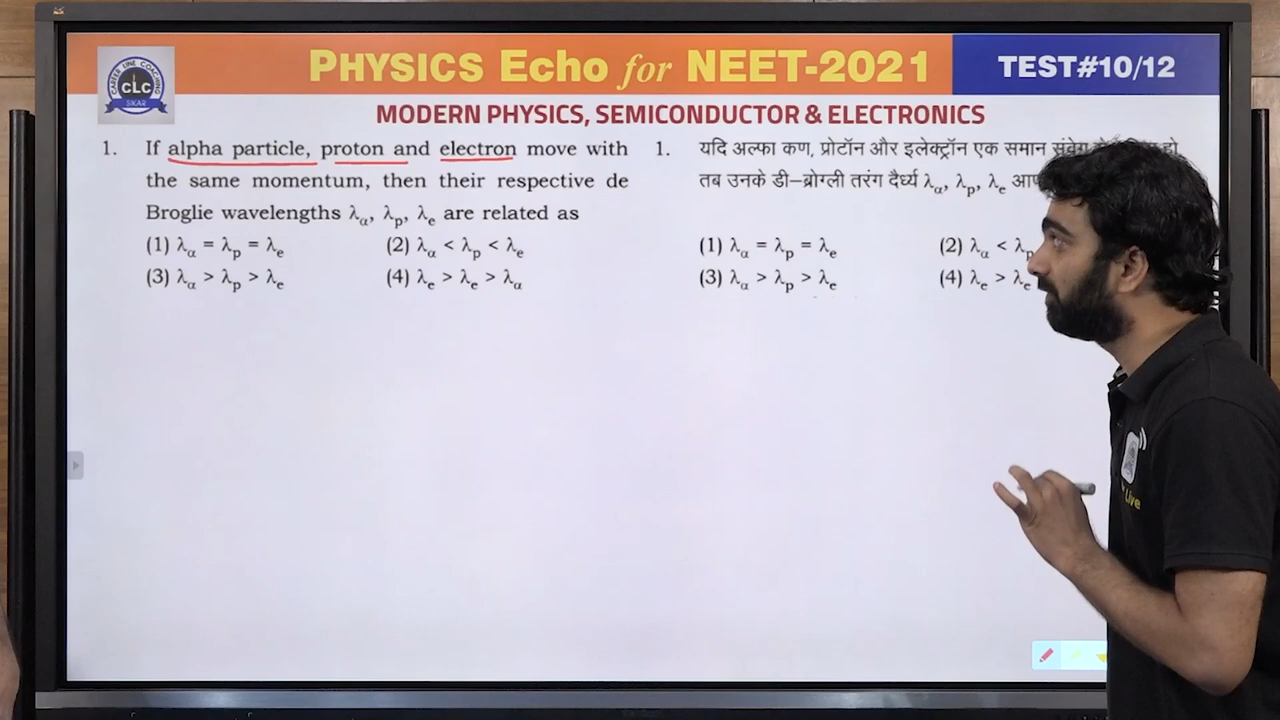 PHYSICS Echo for NEET-2021
TEST#10/12
CAREER LINE COACHING
CLC
SIKAR
MODERN PHYSICS, SEMICONDUCTOR & ELECTRONICS
1. If alpha particle, proton and electron move with
the same momentum, then their respective de
Broglie wavelengths λα, λp, λe are related as
(1) λα = λp = λe (2) λα < λp < λe
(3) λα > λp > λe (4) λe > λe > λα
1. यदि अल्फा कण, प्रोटॉन और इलेक्ट्रॉन एक समान
तब उनके डी–ब्रोग्ली तरंग दैर्ध्य λα, λp, λe
(1) λα = λp = λe (2) λα < λp
(3) λα > λp > λe (4) λe > λe
Live